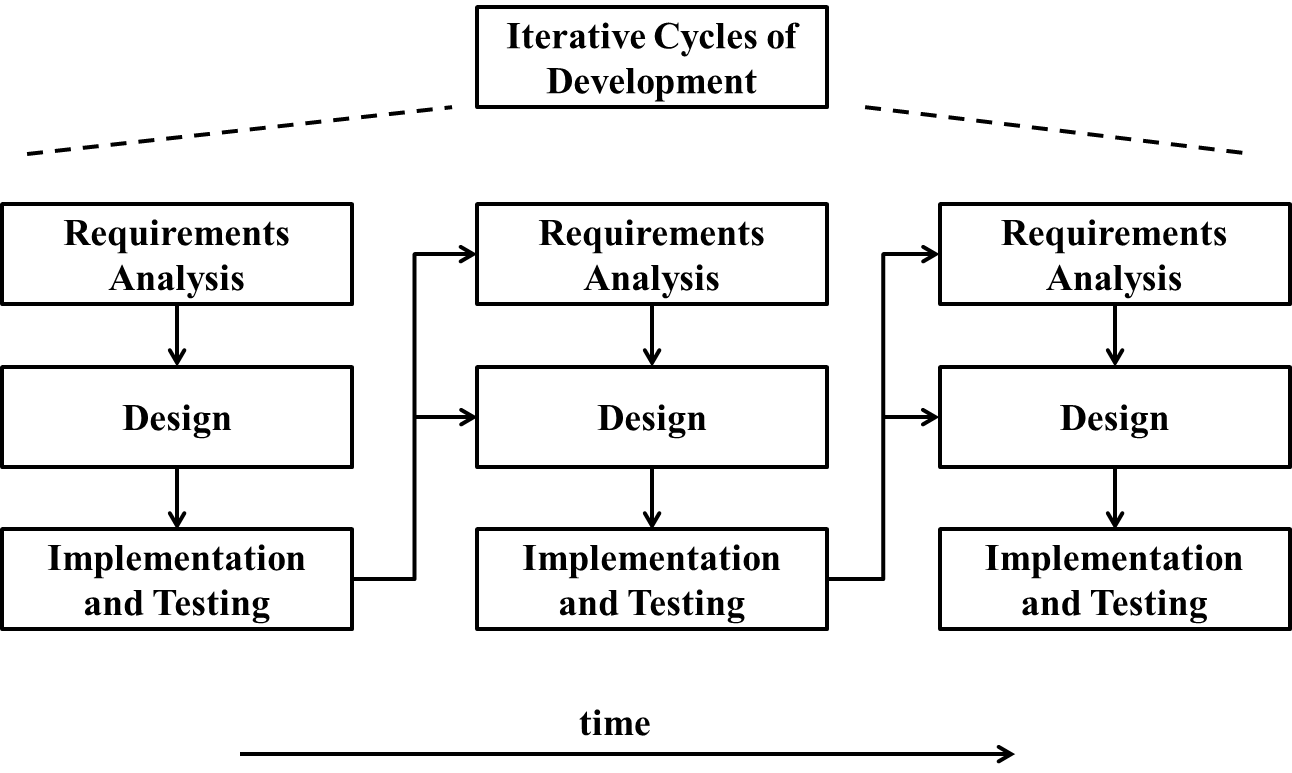 Iterative Cycles of
Development
Requirements
Analysis
Requirements
Analysis
Requirements
Analysis
Design
Design
Design
Implementation
and Testing
Implementation
and Testing
Implementation
and Testing
time